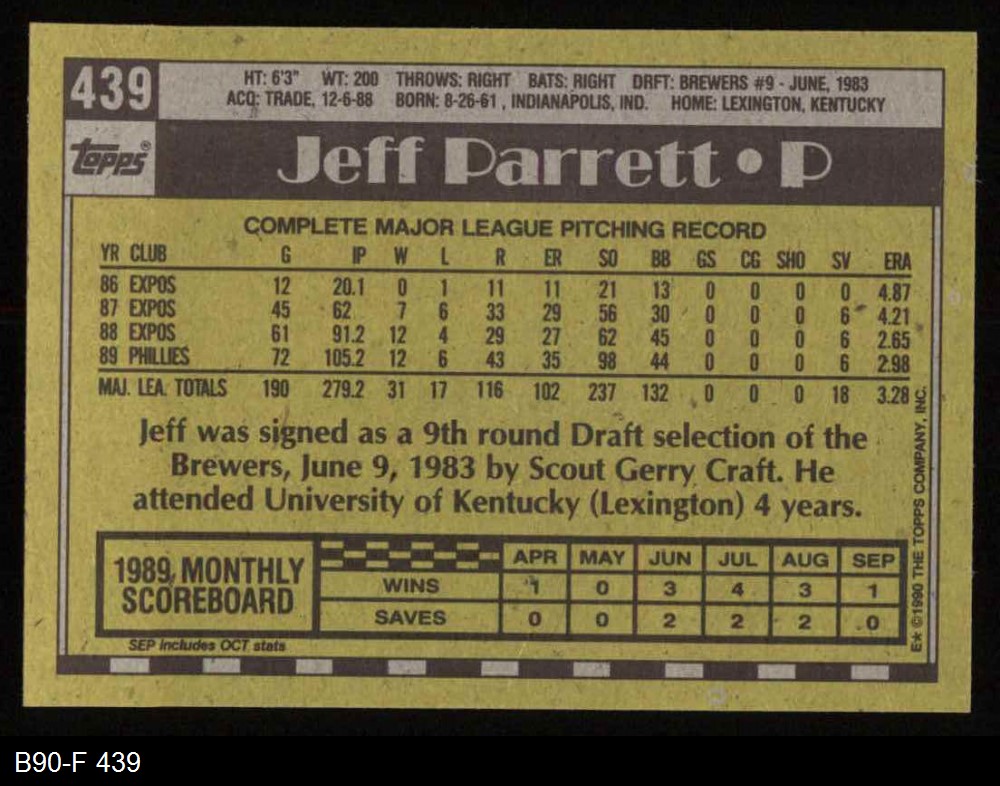 439
HT: 6'3" WT: 200 THROWS: RIGHT BATS: RIGHT DRFT: BREWERS #9 - JUNE, 1983
ACQ: TRADE, 12-6-88 BORN: 8-26-61, INDIANAPOLIS, IND. HOME: LEXINGTON, KENTUCKY
topps® Jeff Parrett • P
COMPLETE MAJOR LEAGUE PITCHING RECORD
YR CLUB G IP W L R ER SO BB GS CG SHO SV ERA
86 EXPOS 12 20.1 0 1 11 11 21 13 0 0 0 0 4.87
87 EXPOS 45 62 7 6 33 29 56 30 0 0 0 6 4.21
88 EXPOS 61 91.2 12 4 29 27 62 45 0 0 0 6 2.65
89 PHILLIES 72 105.2 12 6 43 35 98 44 0 0 0 6 2.98
MAJ. LEA. TOTALS 190 279.2 31 17 116 102 237 132 0 0 0 18 3.28
Jeff was signed as a 9th round Draft selection of the
Brewers, June 9, 1983 by Scout Gerry Craft. He
attended University of Kentucky (Lexington) 4 years.
1989 MONTHLY
SCOREBOARD
APR MAY JUN JUL AUG SEP
WINS 1 0 3 4 3 1
SAVES 0 0 2 2 2 0
SEP includes OCT stats
E* ©1990 THE TOPPS COMPANY, INC.
B90-F 439